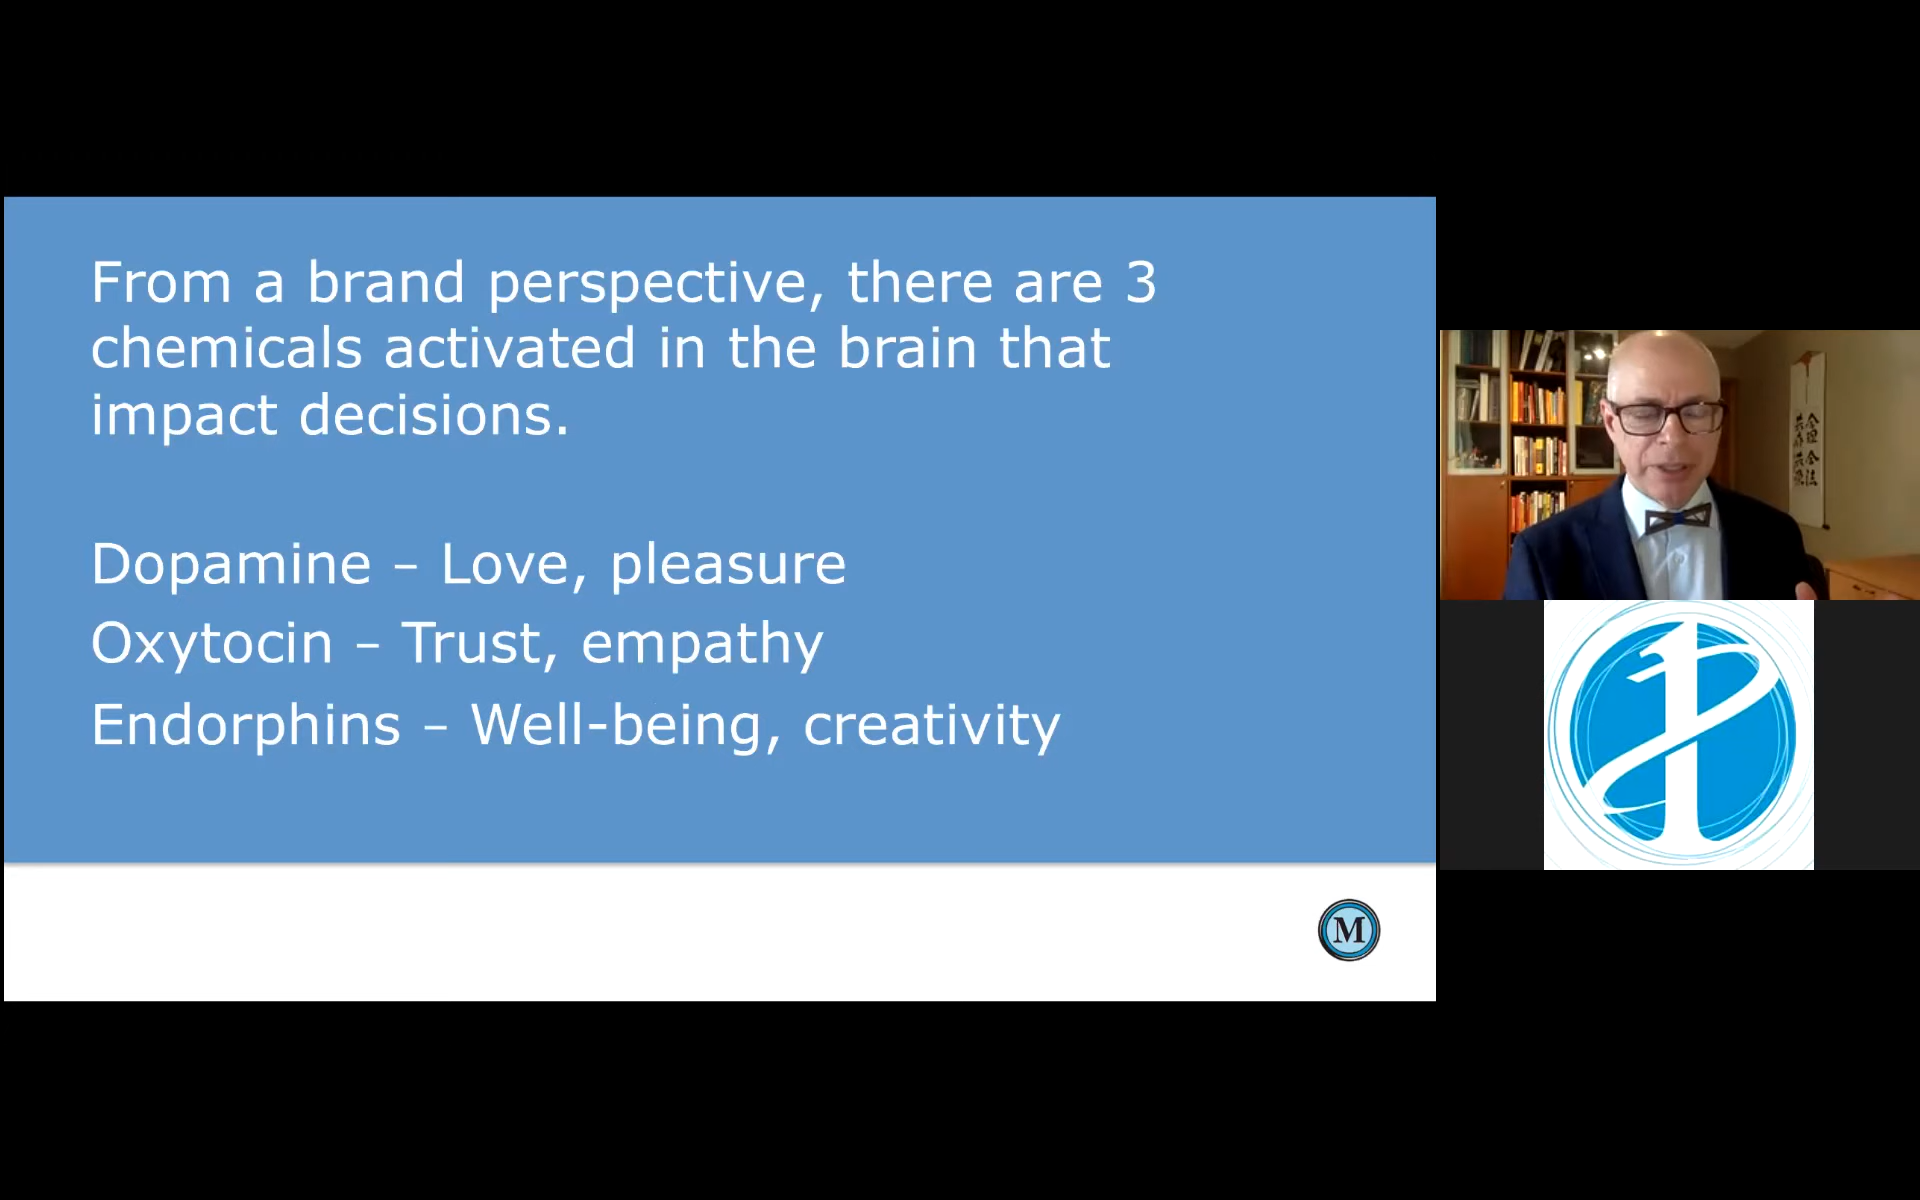 From a brand perspective, there are 3
chemicals activated in the brain that
impact decisions.
Dopamine – Love, pleasure
Oxytocin – Trust, empathy
Endorphins – Well-being, creativity
M